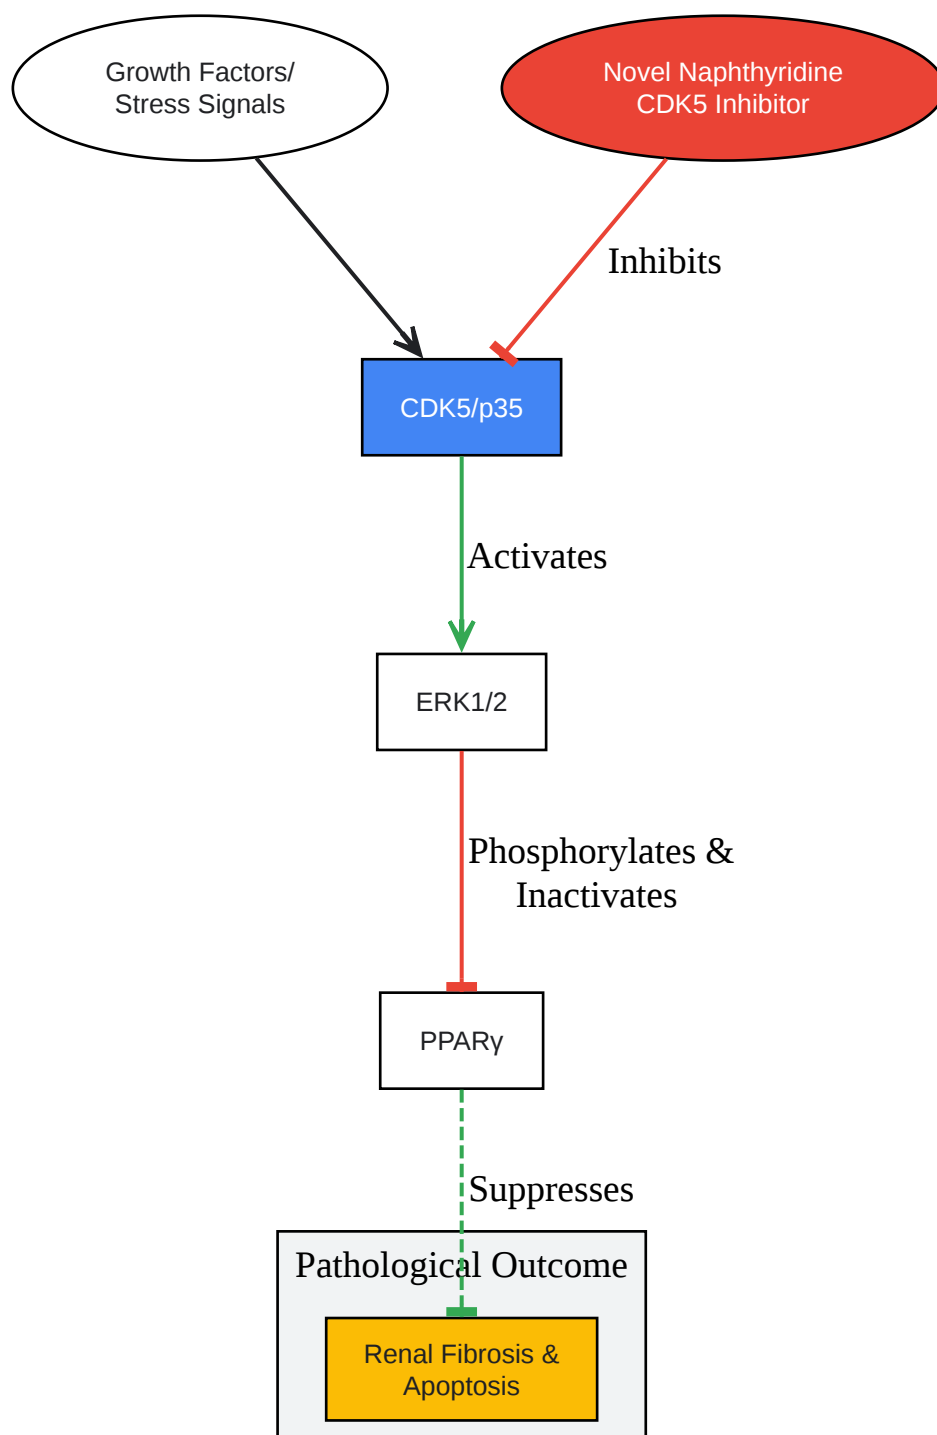 Growth Factors/
Stress Signals
Novel Naphthyridine
CDK5 Inhibitor
Inhibits
CDK5/p35
Activates
ERK1/2
Phosphorylates &
Inactivates
PPARγ
Suppresses
Pathological Outcome
Renal Fibrosis &
Apoptosis